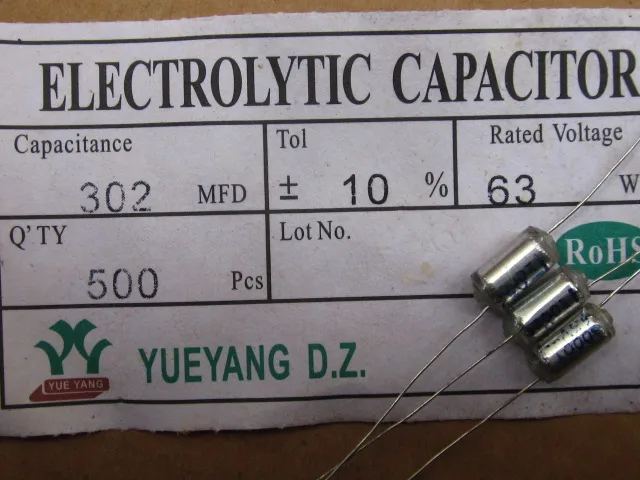 ELECTROLYTIC CAPACITOR
Capacitance
302 MFD
Tol
± 10 %
Rated Voltage
63 W
Q'TY
500 Pcs
Lot No.
RoHS
YUE YANG
YUEYANG D.Z.